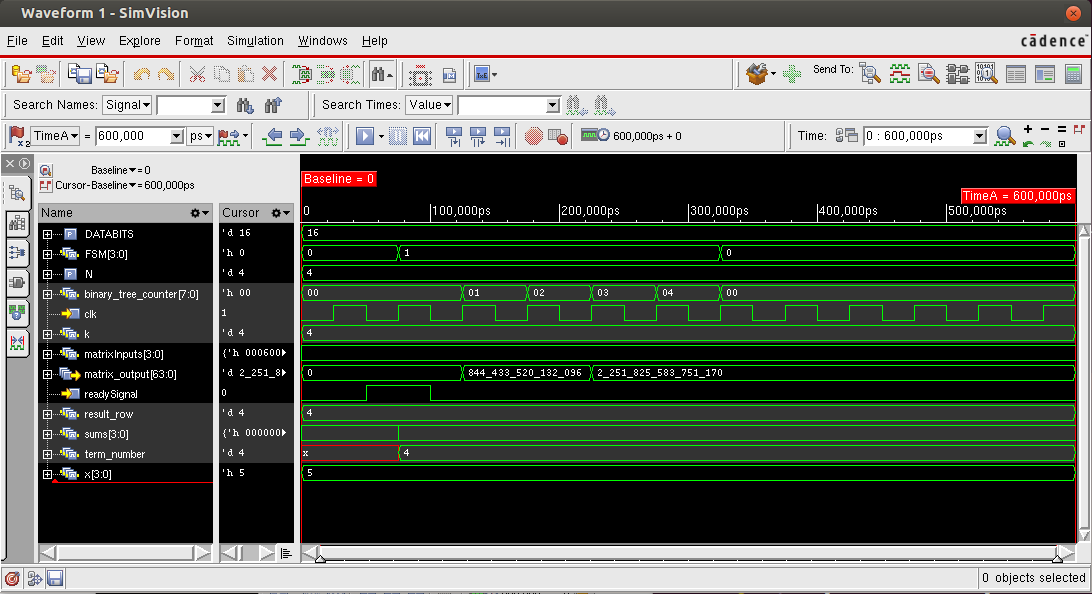 Waveform 1 - SimVision
File Edit View Explore Format Simulation Windows Help
cādence
Send To:
Search Names: Signal Search Times: Value
x2 TimeA = 600,000 ps 600,000ps + 0 Time: 0 : 600,000ps
Baseline = 0
Cursor-Baseline = 600,000ps
Baseline = 0
TimeA = 600,000ps
Name Cursor 0 100,000ps 200,000ps 300,000ps 400,000ps 500,000ps
DATABITS 'd 16 16
FSM[3:0] 'h 0 0 1 0
N 'd 4 4
binary_tree_counter[7:0] 'h 00 00 01 02 03 04 00
clk 1
k 'd 4 4
matrixInputs[3:0] {'h 000600
matrix_output[63:0] 'd 2_251_8 0 844_433_520_132_096 2_251_825_583_751_170
readySignal 0
result_row 'd 4 4
sums[3:0] {'h 000000
term_number 'd 4 x 4
x[3:0] 'h 5 5
0 objects selected